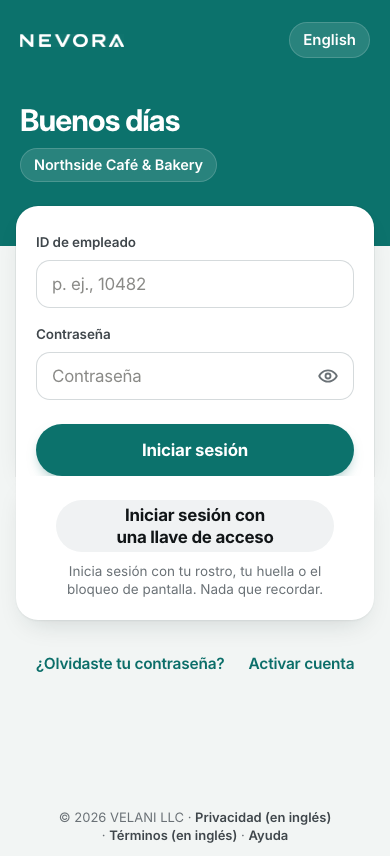 NEVORA
English
Buenos días
Northside Café & Bakery
ID de empleado
p. ej., 10482
Contraseña
Contraseña
Iniciar sesión
Iniciar sesión con
una llave de acceso
Inicia sesión con tu rostro, tu huella o el
bloqueo de pantalla. Nada que recordar.
¿Olvidaste tu contraseña?
Activar cuenta
© 2026 VELANI LLC · Privacidad (en inglés)
· Términos (en inglés) · Ayuda